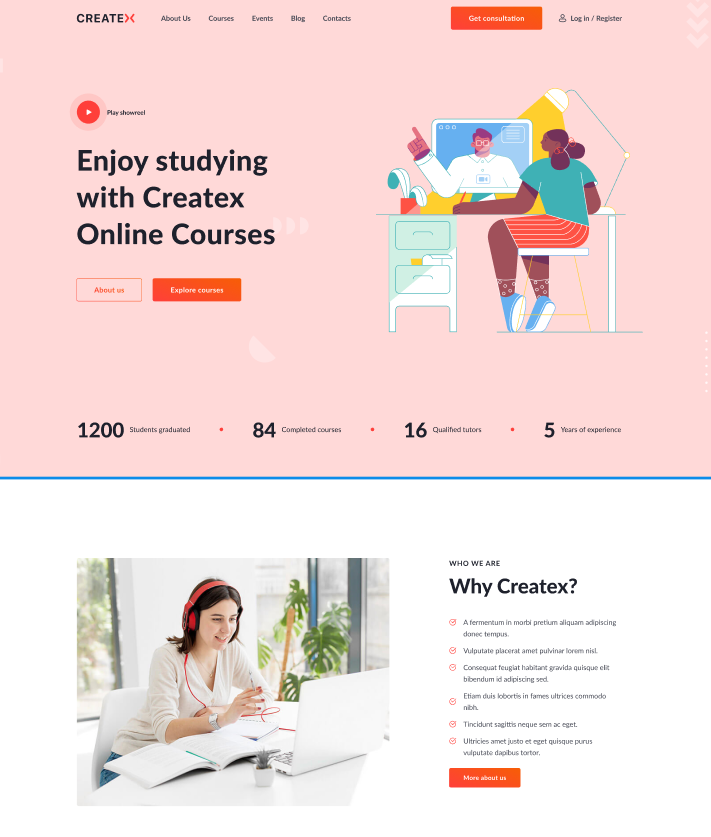 CREATEX
About Us
Courses
Events
Blog
Contacts
Get consultation
Log in / Register
Play showreel
Enjoy studying
with Createx
Online Courses
About us
Explore courses
1200 Students graduated
84 Completed courses
16 Qualified tutors
5 Years of experience
WHO WE ARE
Why Createx?
A fermentum in morbi pretium aliquam adipiscing
donec tempus.
Vulputate placerat amet pulvinar lorem nisl.
Consequat feugiat habitant gravida quisque elit
bibendum id adipiscing sed.
Etiam duis lobortis in fames ultrices commodo
nibh.
Tincidunt sagittis neque sem ac eget.
Ultricies amet justo et eget quisque purus
vulputate dapibus tortor.
More about us